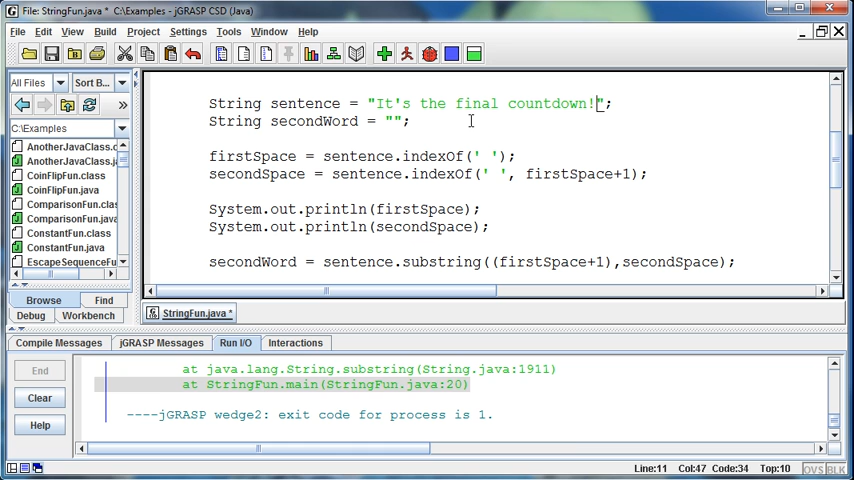 File: StringFun.java * C:\Examples - jGRASP CSD (Java)
File Edit View Build Project Settings Tools Window Help
All Files Sort B...
C:\Examples
AnotherJavaClass.c
AnotherJavaClass.j
CoinFlipFun.class
CoinFlipFun.java
ComparisonFun.clas
ComparisonFun.java
ConstantFun.class
ConstantFun.java
EscapeSequenceFu
Browse Find
Debug Workbench
String sentence = "It's the final countdown!";
String secondWord = "";
firstSpace = sentence.indexOf(' ');
secondSpace = sentence.indexOf(' ', firstSpace+1);
System.out.println(firstSpace);
System.out.println(secondSpace);
secondWord = sentence.substring((firstSpace+1),secondSpace);
StringFun.java *
Compile Messages jGRASP Messages Run I/O Interactions
End
Clear
Help
at java.lang.String.substring(String.java:1911)
at StringFun.main(StringFun.java:20)
----jGRASP wedge2: exit code for process is 1.
Line:11 Col:47 Code:34 Top:10 OVS BLK